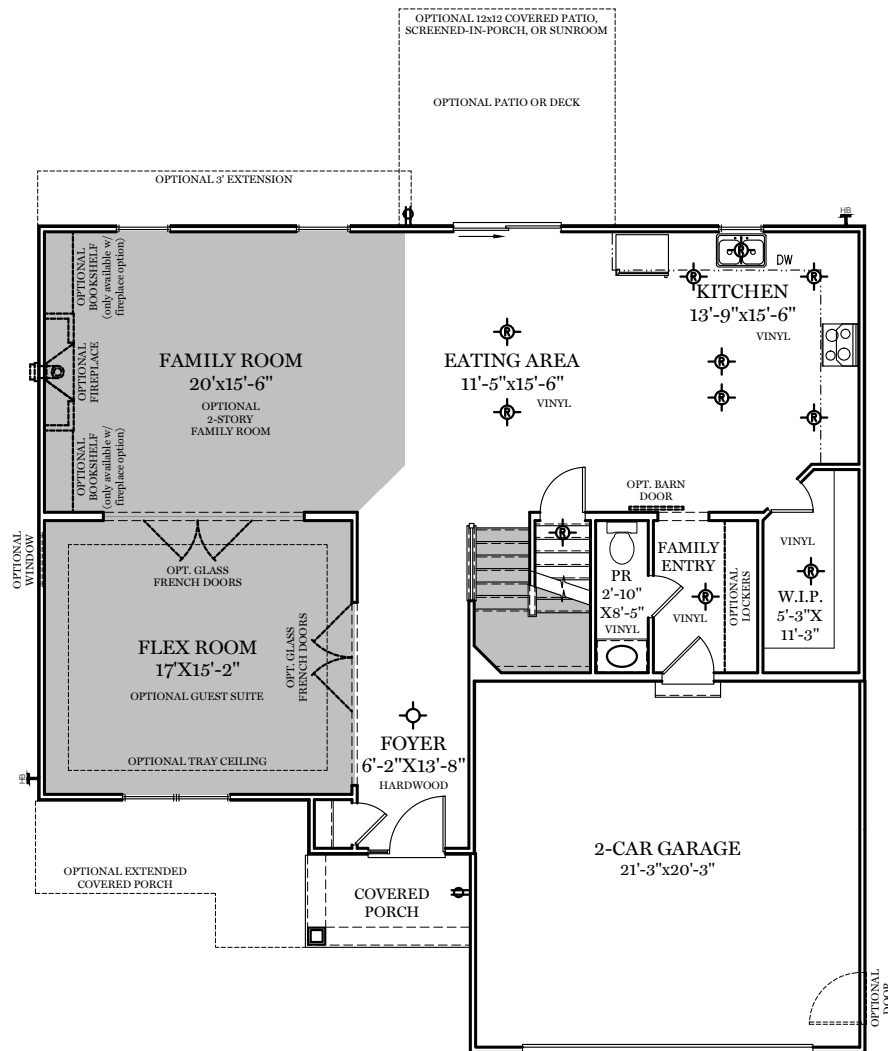 OPTIONAL 12x12 COVERED PATIO,
SCREENED-IN-PORCH, OR SUNROOM
OPTIONAL PATIO OR DECK
OPTIONAL 3' EXTENSION
HB
OPTIONAL
BOOKSHELF
(only available w/
fireplace option)
R
DW
R
R
KITCHEN
13'-9"x15'-6"
VINYL
R
FAMILY ROOM
20'x15'-6"
OPTIONAL
2-STORY
FAMILY ROOM
OPTIONAL
FIREPLACE
EATING AREA
11'-5"x15'-6"
VINYL
R
R
R
R
OPTIONAL
BOOKSHELF
(only available w/
fireplace option)
OPT. BARN
DOOR
OPTIONAL
WINDOW
OPT. GLASS
FRENCH DOORS
R
FAMILY
ENTRY
VINYL
R
OPTIONAL
LOCKERS
PR
2'-10"
X8'-5"
VINYL
VINYL
R
W.I.P.
5'-3"X
11'-3"
FLEX ROOM
17'X15'-2"
OPTIONAL GUEST SUITE
OPT. GLASS
FRENCH DOORS
OPTIONAL TRAY CEILING
HB
FOYER
6'-2"X13'-8"
HARDWOOD
2-CAR GARAGE
21'-3"x20'-3"
OPTIONAL EXTENDED
COVERED PORCH
COVERED
PORCH
OPTIONAL
DOOR